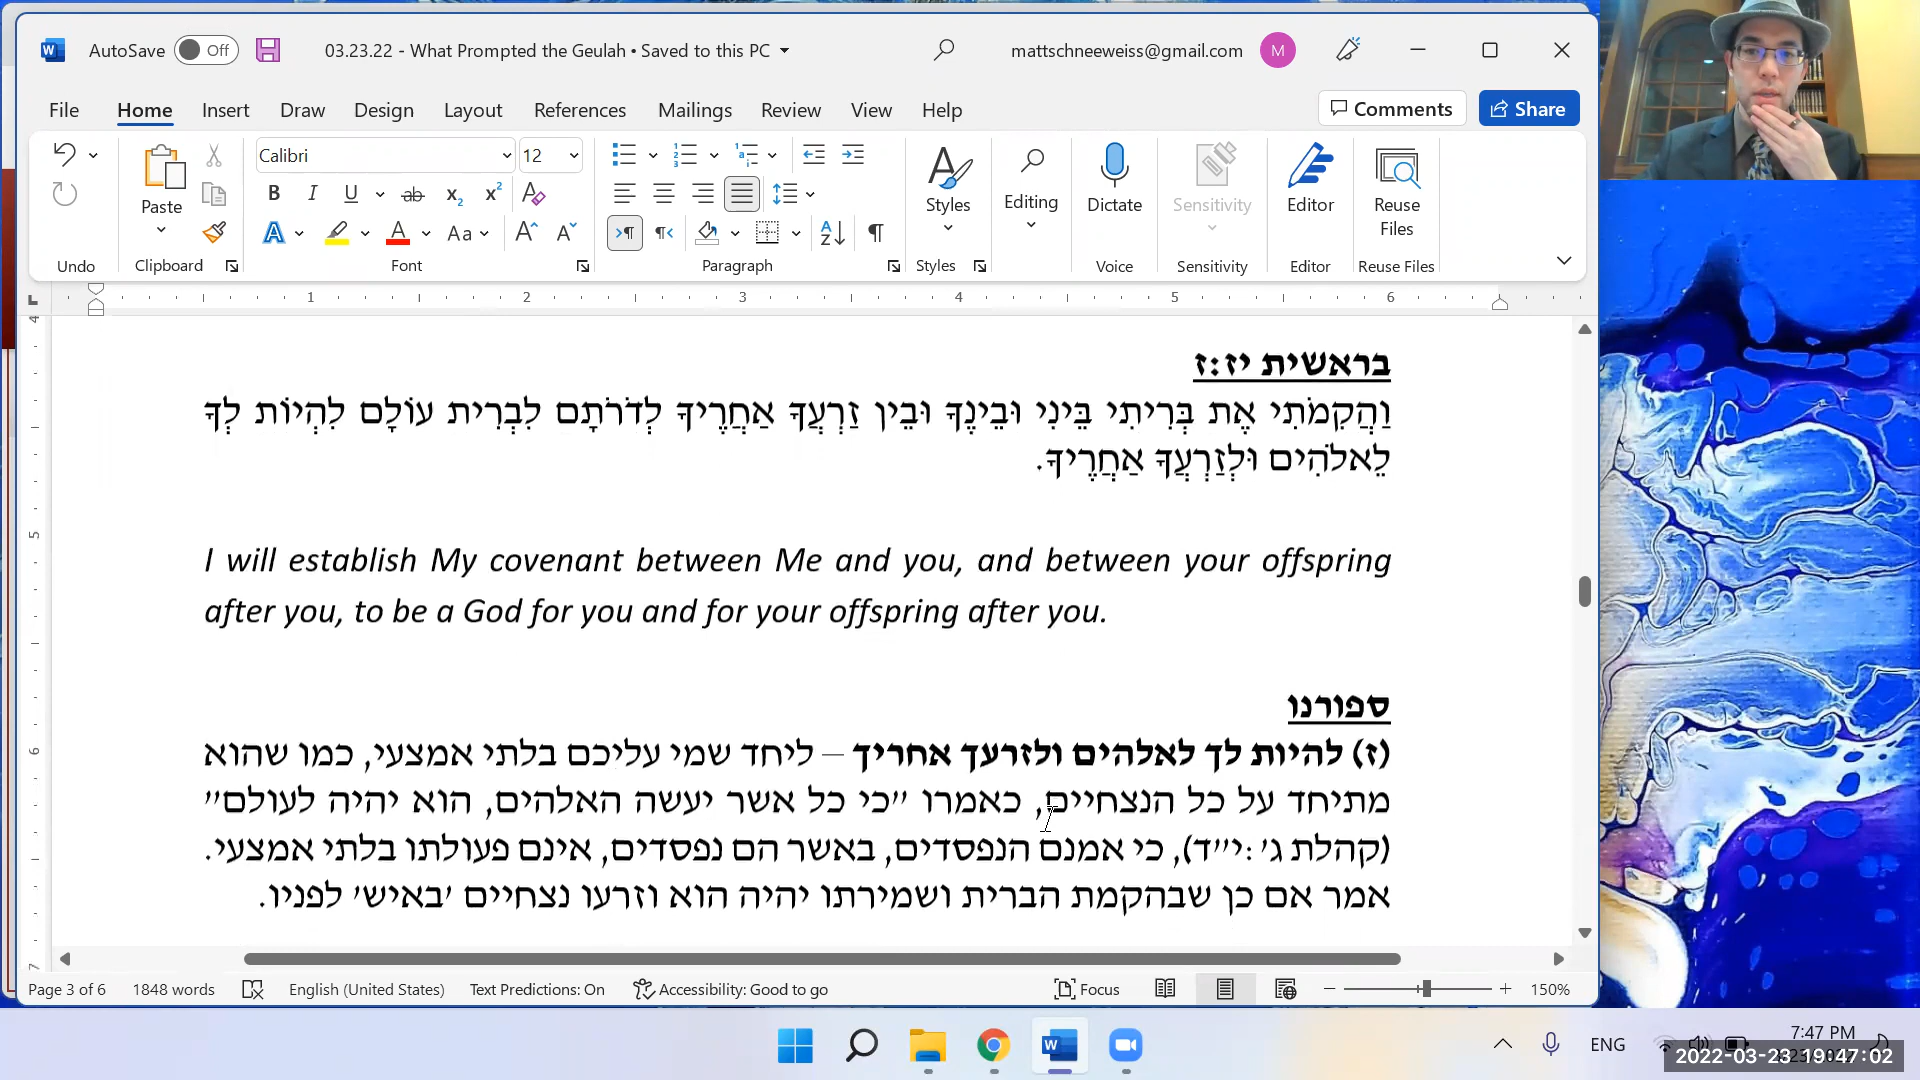 AutoSave Off 03.23.22 - What Prompted the Geulah • Saved to this PC mattschneeweiss@gmail.com M
File Home Insert Draw Design Layout References Mailings Review View Help Comments Share
Calibri 12
Paste Styles Editing Dictate Sensitivity Editor Reuse Files
Undo Clipboard Font Paragraph Styles Voice Sensitivity Editor Reuse Files
1 2 3 4 5 6
בראשית יז:ז
וַהֲקִמֹתִי אֶת בְּרִיתִי בֵּינִי וּבֵינֶךָ וּבֵין זַרְעֲךָ אַחֲרֶיךָ לְדֹרֹתָם לִבְרִית עוֹלָם לִהְיוֹת לְךָ
לֵאלֹהִים וּלְזַרְעֲךָ אַחֲרֶיךָ.
I will establish My covenant between Me and you, and between your offspring
after you, to be a God for you and for your offspring after you.
ספורנו
(ז) להיות לך לאלהים ולזרעך אחריך – ליחד שמי עליכם בלתי אמצעי, כמו שהוא
מתיחד על כל הנצחיים, כאמרו ״כי כל אשר יעשה האלהים, הוא יהיה לעולם״
(קהלת ג׳:י״ד), כי אמנם הנפסדים, באשר הם נפסדים, אינם פעולתו בלתי אמצעי.
אמר אם כן שבהקמת הברית ושמירתו יהיה הוא וזרעו נצחיים ׳באיש׳ לפניו.
Page 3 of 6 1848 words English (United States) Text Predictions: On Accessibility: Good to go Focus 150%
ENG 7:47 PM
2022-03-23 19:47:02